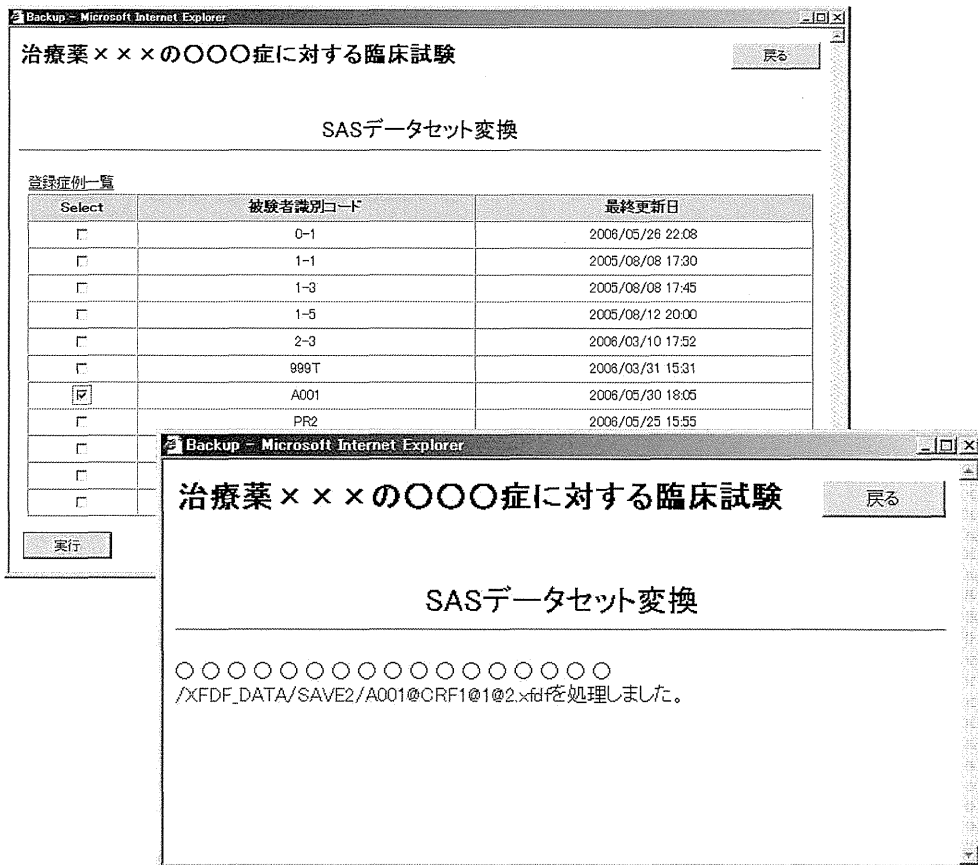 Backup - Microsoft Internet Explorer
治療薬×××の〇〇〇症に対する臨床試験
戻る
SASデータセット変換
登録症例一覧
Select 被験者識別コード 最終更新日
0-1 2006/05/26 22:08
1-1 2005/08/08 17:30
1-3 2005/08/08 17:45
1-5 2005/08/12 20:00
2-3 2006/03/10 17:52
999T 2006/03/31 15:31
A001 2006/05/30 18:05
PR2 2006/05/25 15:55
実行
Backup - Microsoft Internet Explorer
治療薬×××の〇〇〇症に対する臨床試験
戻る
SASデータセット変換
〇〇〇〇〇〇〇〇〇〇〇〇〇〇〇〇〇
/XFDF_DATA/SAVE2/A001@CRF1@1@2.xfdfを処理しました。